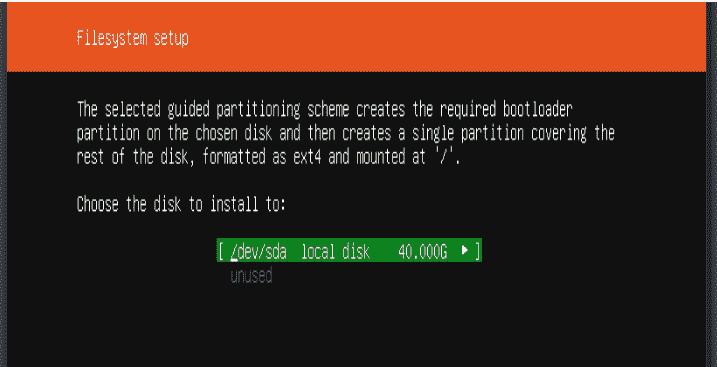 Filesystem setup
The selected guided partitioning scheme creates the required bootloader
partition on the chosen disk and then creates a single partition covering the
rest of the disk, formatted as ext4 and mounted at '/'.
Choose the disk to install to:
[ /dev/sda local disk 40.000G ▸ ]
unused